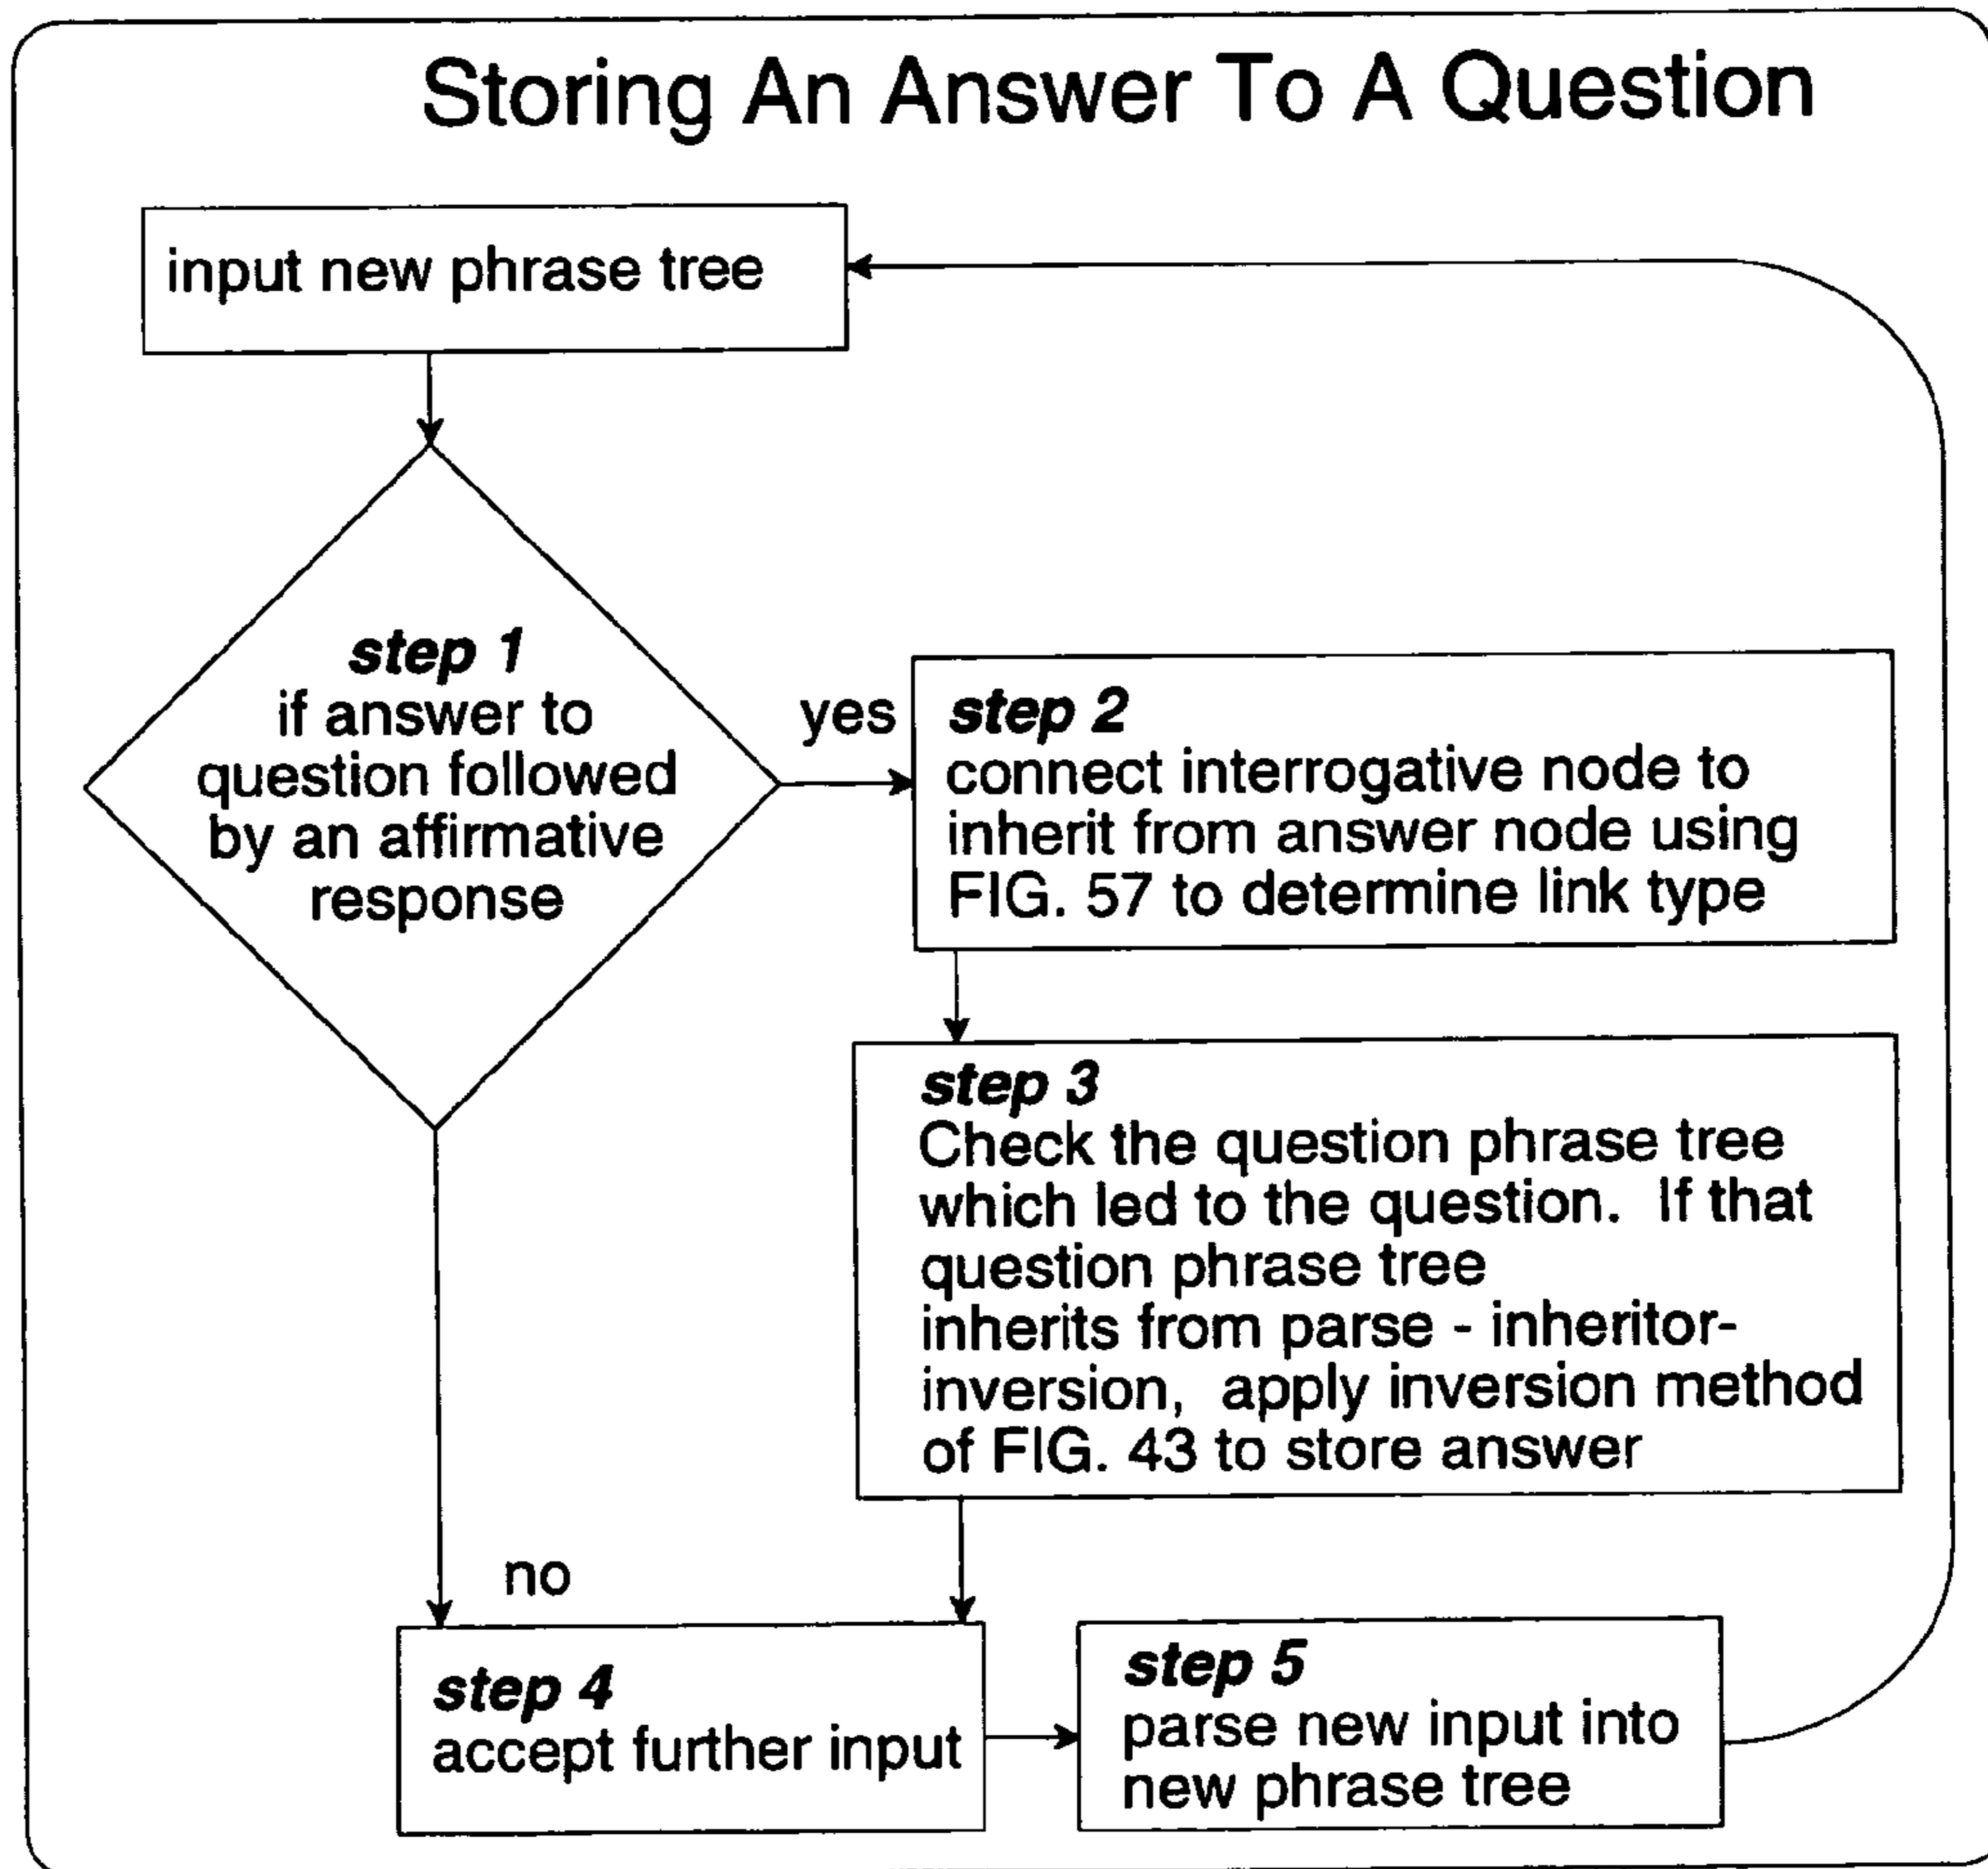 Storing An Answer To A Question
input new phrase tree
step 1
if answer to
question followed
by an affirmative
response
yes
step 2
connect interrogative node to
inherit from answer node using
FIG. 57 to determine link type
step 3
Check the question phrase tree
which led to the question.  If that
question phrase tree
inherits from parse - inheritor-
inversion,  apply inversion method
of FIG. 43 to store answer
no
step 4
accept further input
step 5
parse new input into
new phrase tree